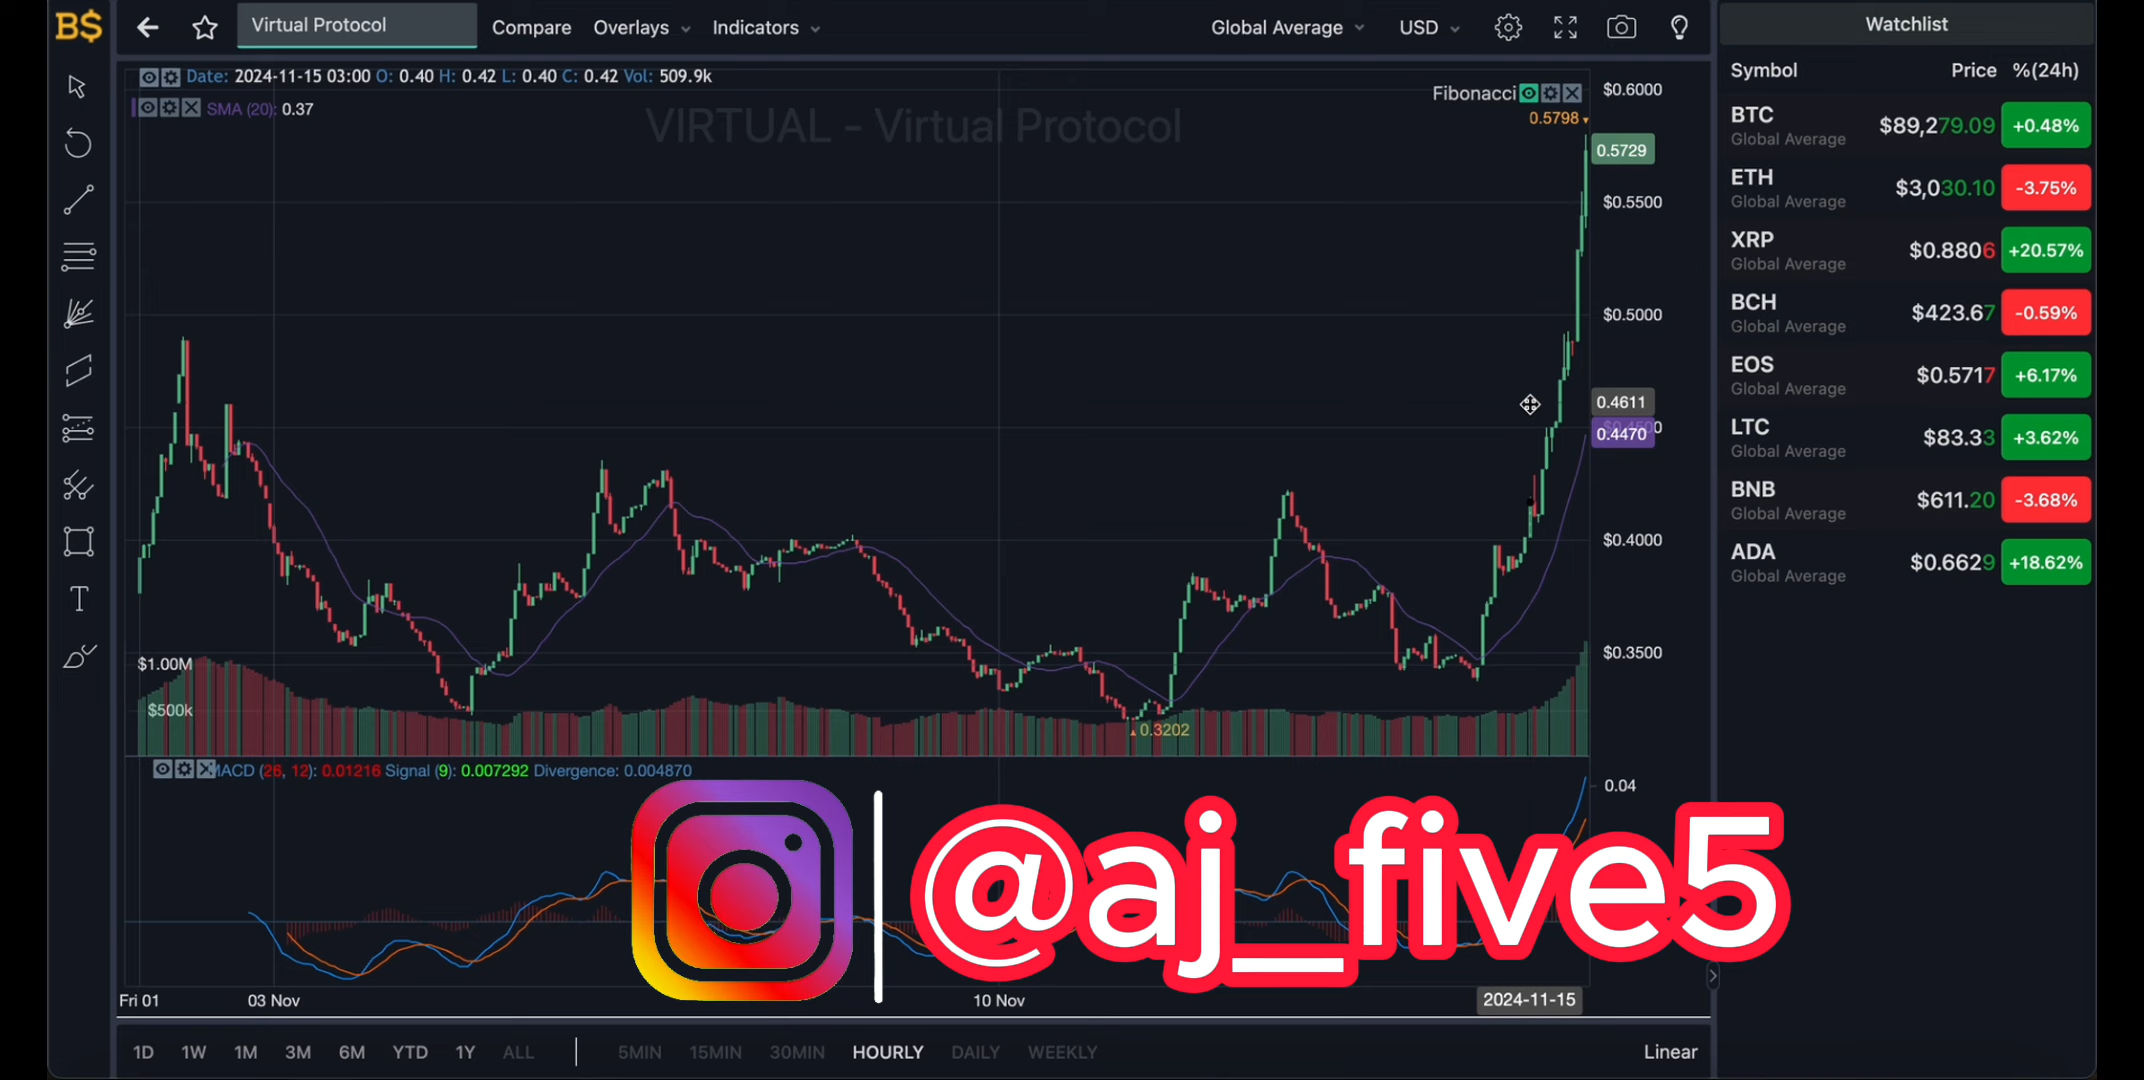 B$
Virtual Protocol
Compare
Overlays
Indicators
Global Average
USD
Date: 2024-11-15 03:00 O: 0.40 H: 0.42 L: 0.40 C: 0.42 Vol: 509.9k
SMA (20): 0.37
VIRTUAL - Virtual Protocol
Fibonacci
0.5798
$0.6000
0.5729
$0.5500
$0.5000
0.4611
0.4470
$0.4000
$0.3500
$1.00M
$500k
0.3202
MACD (26, 12): 0.01216 Signal (9): 0.007292 Divergence: 0.004870
0.04
@aj_five5
Fri 01
03 Nov
10 Nov
2024-11-15
1D 1W 1M 3M 6M YTD 1Y ALL
5MIN 15MIN 30MIN HOURLY DAILY WEEKLY
Linear
Watchlist
Symbol Price %(24h)
BTC $89,279.09 +0.48%
Global Average
ETH $3,030.10 -3.75%
Global Average
XRP $0.8806 +20.57%
Global Average
BCH $423.67 -0.59%
Global Average
EOS $0.5717 +6.17%
Global Average
LTC $83.33 +3.62%
Global Average
BNB $611.20 -3.68%
Global Average
ADA $0.6629 +18.62%
Global Average